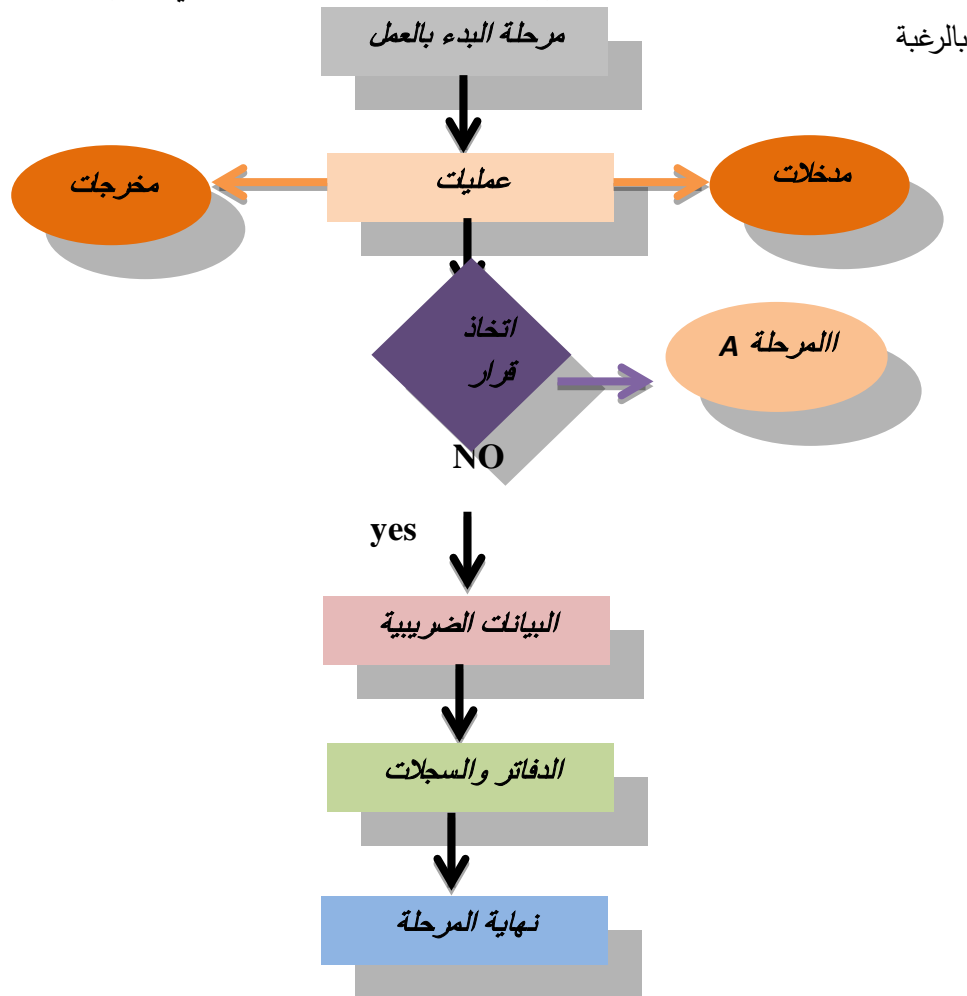 بالرغبة
مرحلة البدء بالعمل
مدخلات
عمليات
مخرجات
اتخاذ
قرار
االمرحلة A
NO
yes
البيانات الضريبية
الدفاتر والسجلات
نهاية المرحلة